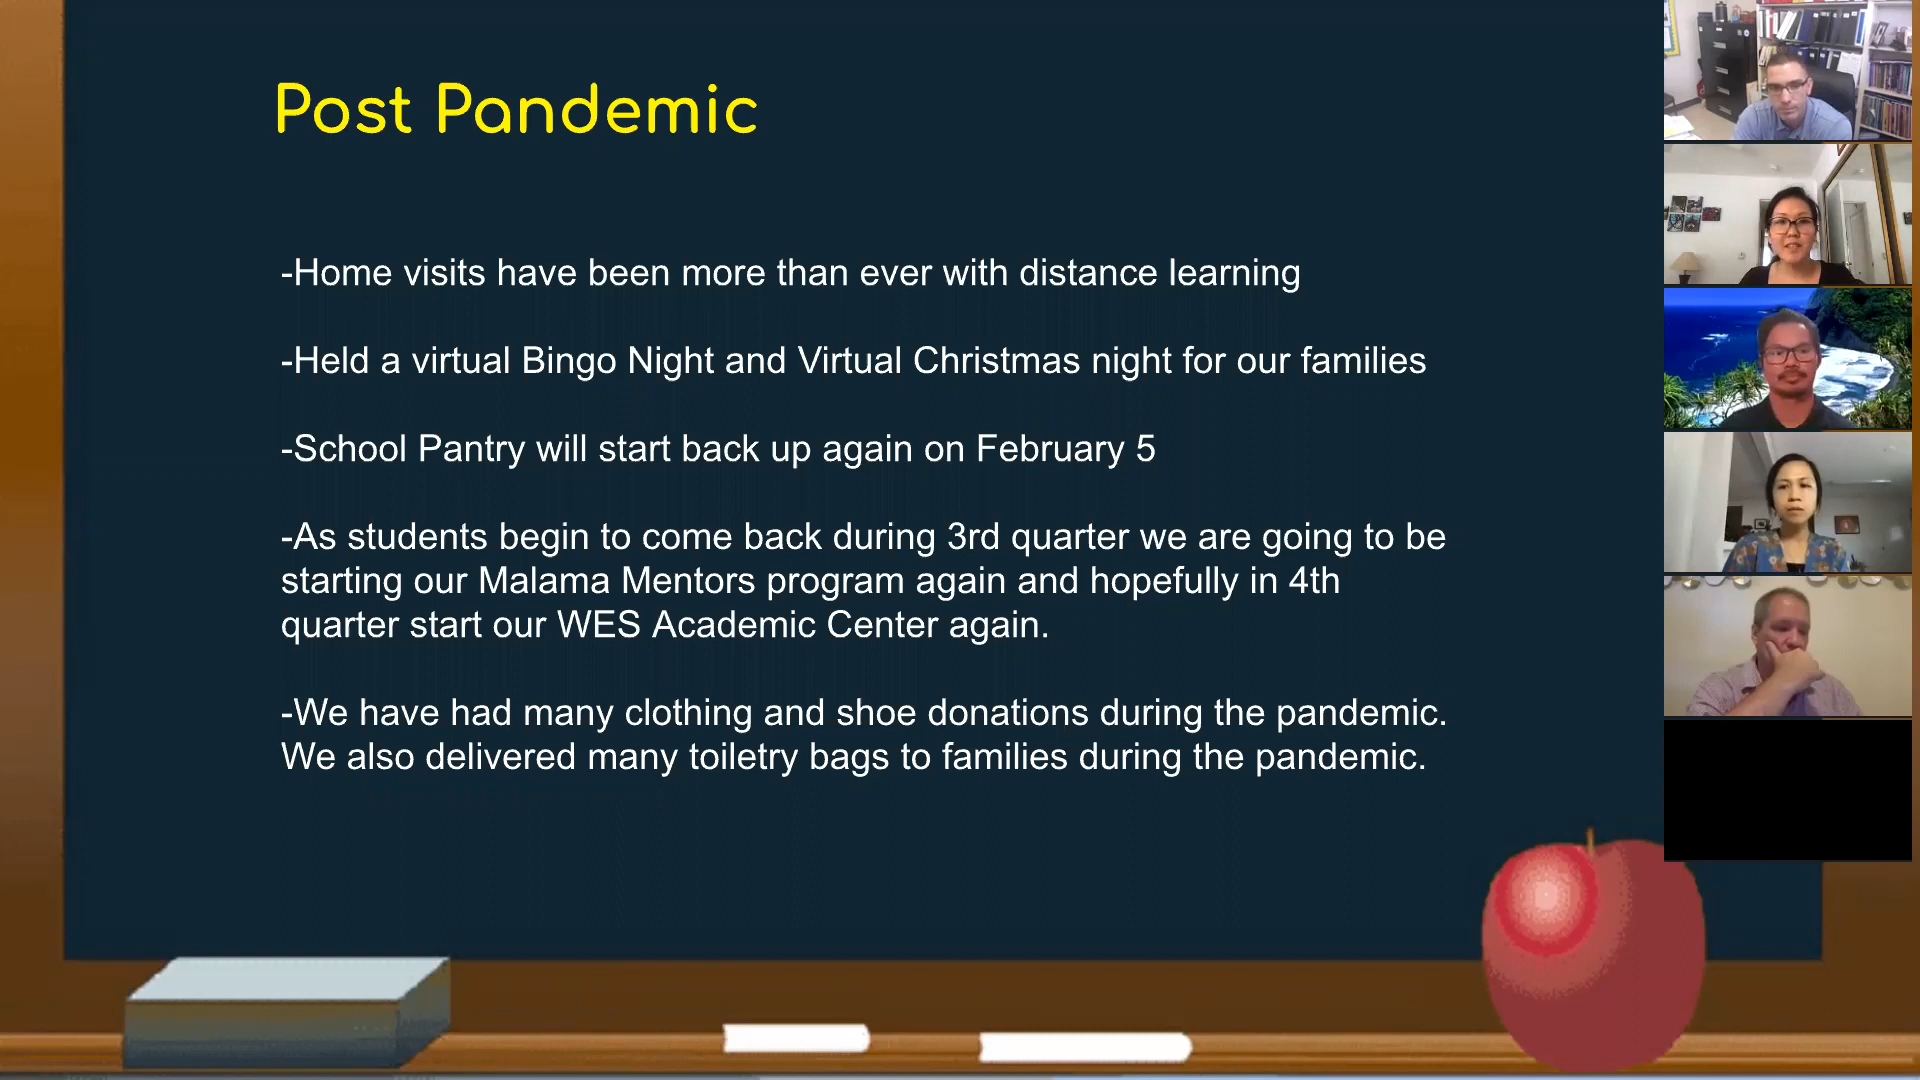 Post Pandemic
-Home visits have been more than ever with distance learning
-Held a virtual Bingo Night and Virtual Christmas night for our families
-School Pantry will start back up again on February 5
-As students begin to come back during 3rd quarter we are going to be
starting our Malama Mentors program again and hopefully in 4th
quarter start our WES Academic Center again.
-We have had many clothing and shoe donations during the pandemic.
We also delivered many toiletry bags to families during the pandemic.